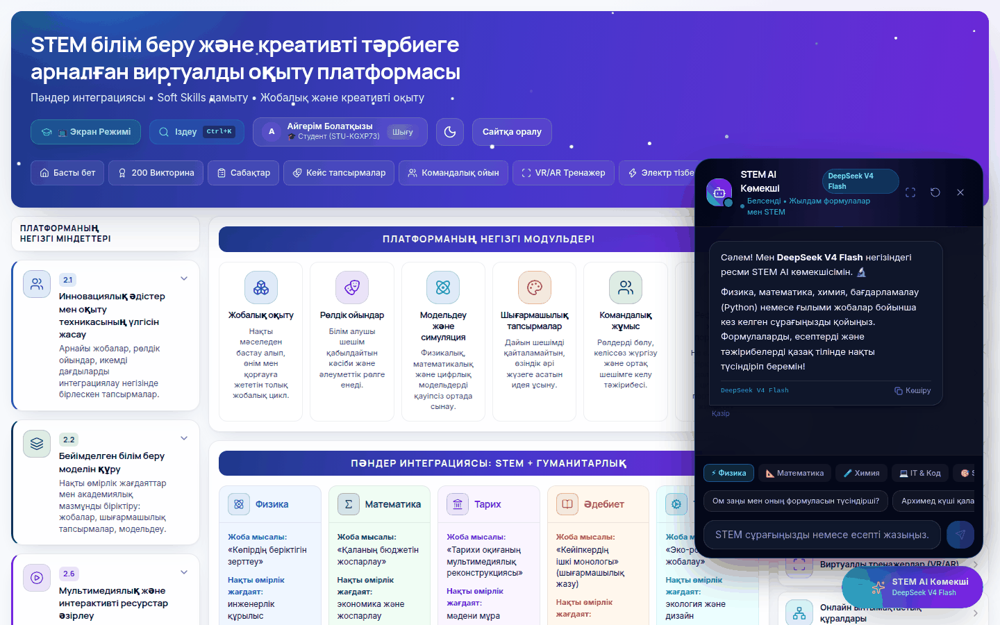 STEM білім беру және креативті тәрбиеге
арналған виртуалды оқыту платформасы
Пәндер интеграциясы • Soft Skills дамыту • Жобалық және креативті оқыту
📺 Экран Режимі
Іздеу Ctrl+K
A
Айгерім Болатқызы
🎓 Студент (STU-KGXP73)
Шығу
Сайтқа оралу
Басты бет
200 Викторина
Сабақтар
Кейс тапсырмалар
Командалық ойын
VR/AR Тренажер
Электр тізбе
ПЛАТФОРМАНЫҢ
НЕГІЗГІ МІНДЕТТЕРІ
2.1
Инновациялық әдістер
мен оқыту
техникасының үлгісін
жасау
Арнайы жобалар, рөлдік
ойындар, икемді
дағдыларды
интеграциялау негізінде
бірлескен тапсырмалар.
2.2
Бейімделген білім беру
моделін құру
Нақты өмірлік жағдаяттар
мен академиялық
мазмұнды біріктіру:
жобалар, шығармашылық
тапсырмалар, модельдеу.
2.6
Мультимедиялық және
интерактивті ресурстар
әзірлеу
ПЛАТФОРМАНЫҢ НЕГІЗГІ МОДУЛЬДЕРІ
Жобалық оқыту
Нақты
мәселеден
бастау алып,
өнім мен
қорғауға
жететін толық
жобалық цикл.
Рөлдік ойындар
Білім алушы
шешім
қабылдайтын
кәсіби және
әлеуметтік рөлге
енеді.
Модельдеу
және
симуляция
Физикалық,
математикалық
және цифрлық
модельдерді
қауіпсіз ортада
сынау.
Шығармашылық
тапсырмалар
Дайын шешімді
қайталамайтын,
өзіндік әрі
жүзеге асатын
идея ұсыну.
Командалық
жұмыс
Рөлдерді бөлу,
келіссөз жүргізу
және ортақ
шешімге келу
тәжірибесі.
ПӘНДЕР ИНТЕГРАЦИЯСЫ: STEM + ГУМАНИТАРЛЫҚ
Физика
Жоба мысалы:
«Көпірдің беріктігін
зерттеу»
Нақты өмірлік
жағдаят:
инженерлік
құрылыс
Математика
Жоба мысалы:
«Қаланың бюджетін
жоспарлау»
Нақты өмірлік
жағдаят:
экономика және
жоспарлау
Тарих
Жоба мысалы:
«Тарихи оқиғаның
мультимедиялық
реконструкциясы»
Нақты өмірлік
жағдаят:
мәдени мұра
Әдебиет
Жоба мысалы:
«Кейіпкердің
ішкі монологы»
(шығармашылық
жазу)
Нақты өмірлік
жағдаят:
Жоба м
«Эко-ро
жобалау»
Нақты өмірлік
жағдаят:
экология және
дизайн
STEM AI
Көмекші
DeepSeek V4
Flash
Белсенді • Жылдам формулалар
мен STEM
Сәлем! Мен DeepSeek V4 Flash негізіндегі
ресми STEM AI көмекшісімін. 🔬
Физика, математика, химия, бағдарламалау
(Python) немесе ғылыми жобалар бойынша
кез келген сұрағыңызды қойыңыз.
Формулаларды, есептерді және
тәжірибелерді қазақ тілінде нақты
түсіндіріп беремін!
DeepSeek V4 Flash
Көшіру
Қазір
⚡ Физика
📐 Математика
🧪 Химия
💻 IT & Код
🎯 S
Ом заңы мен оның формуласын түсіндірші?
Архимед күші қала
STEM сұрағыңызды немесе есепті жазыңыз.
Виртуалды тренажерлар (VR/AR)
STEM AI Көмекші
DeepSeek V4 Flash
Онлайн ынтымақтастық
құралдары